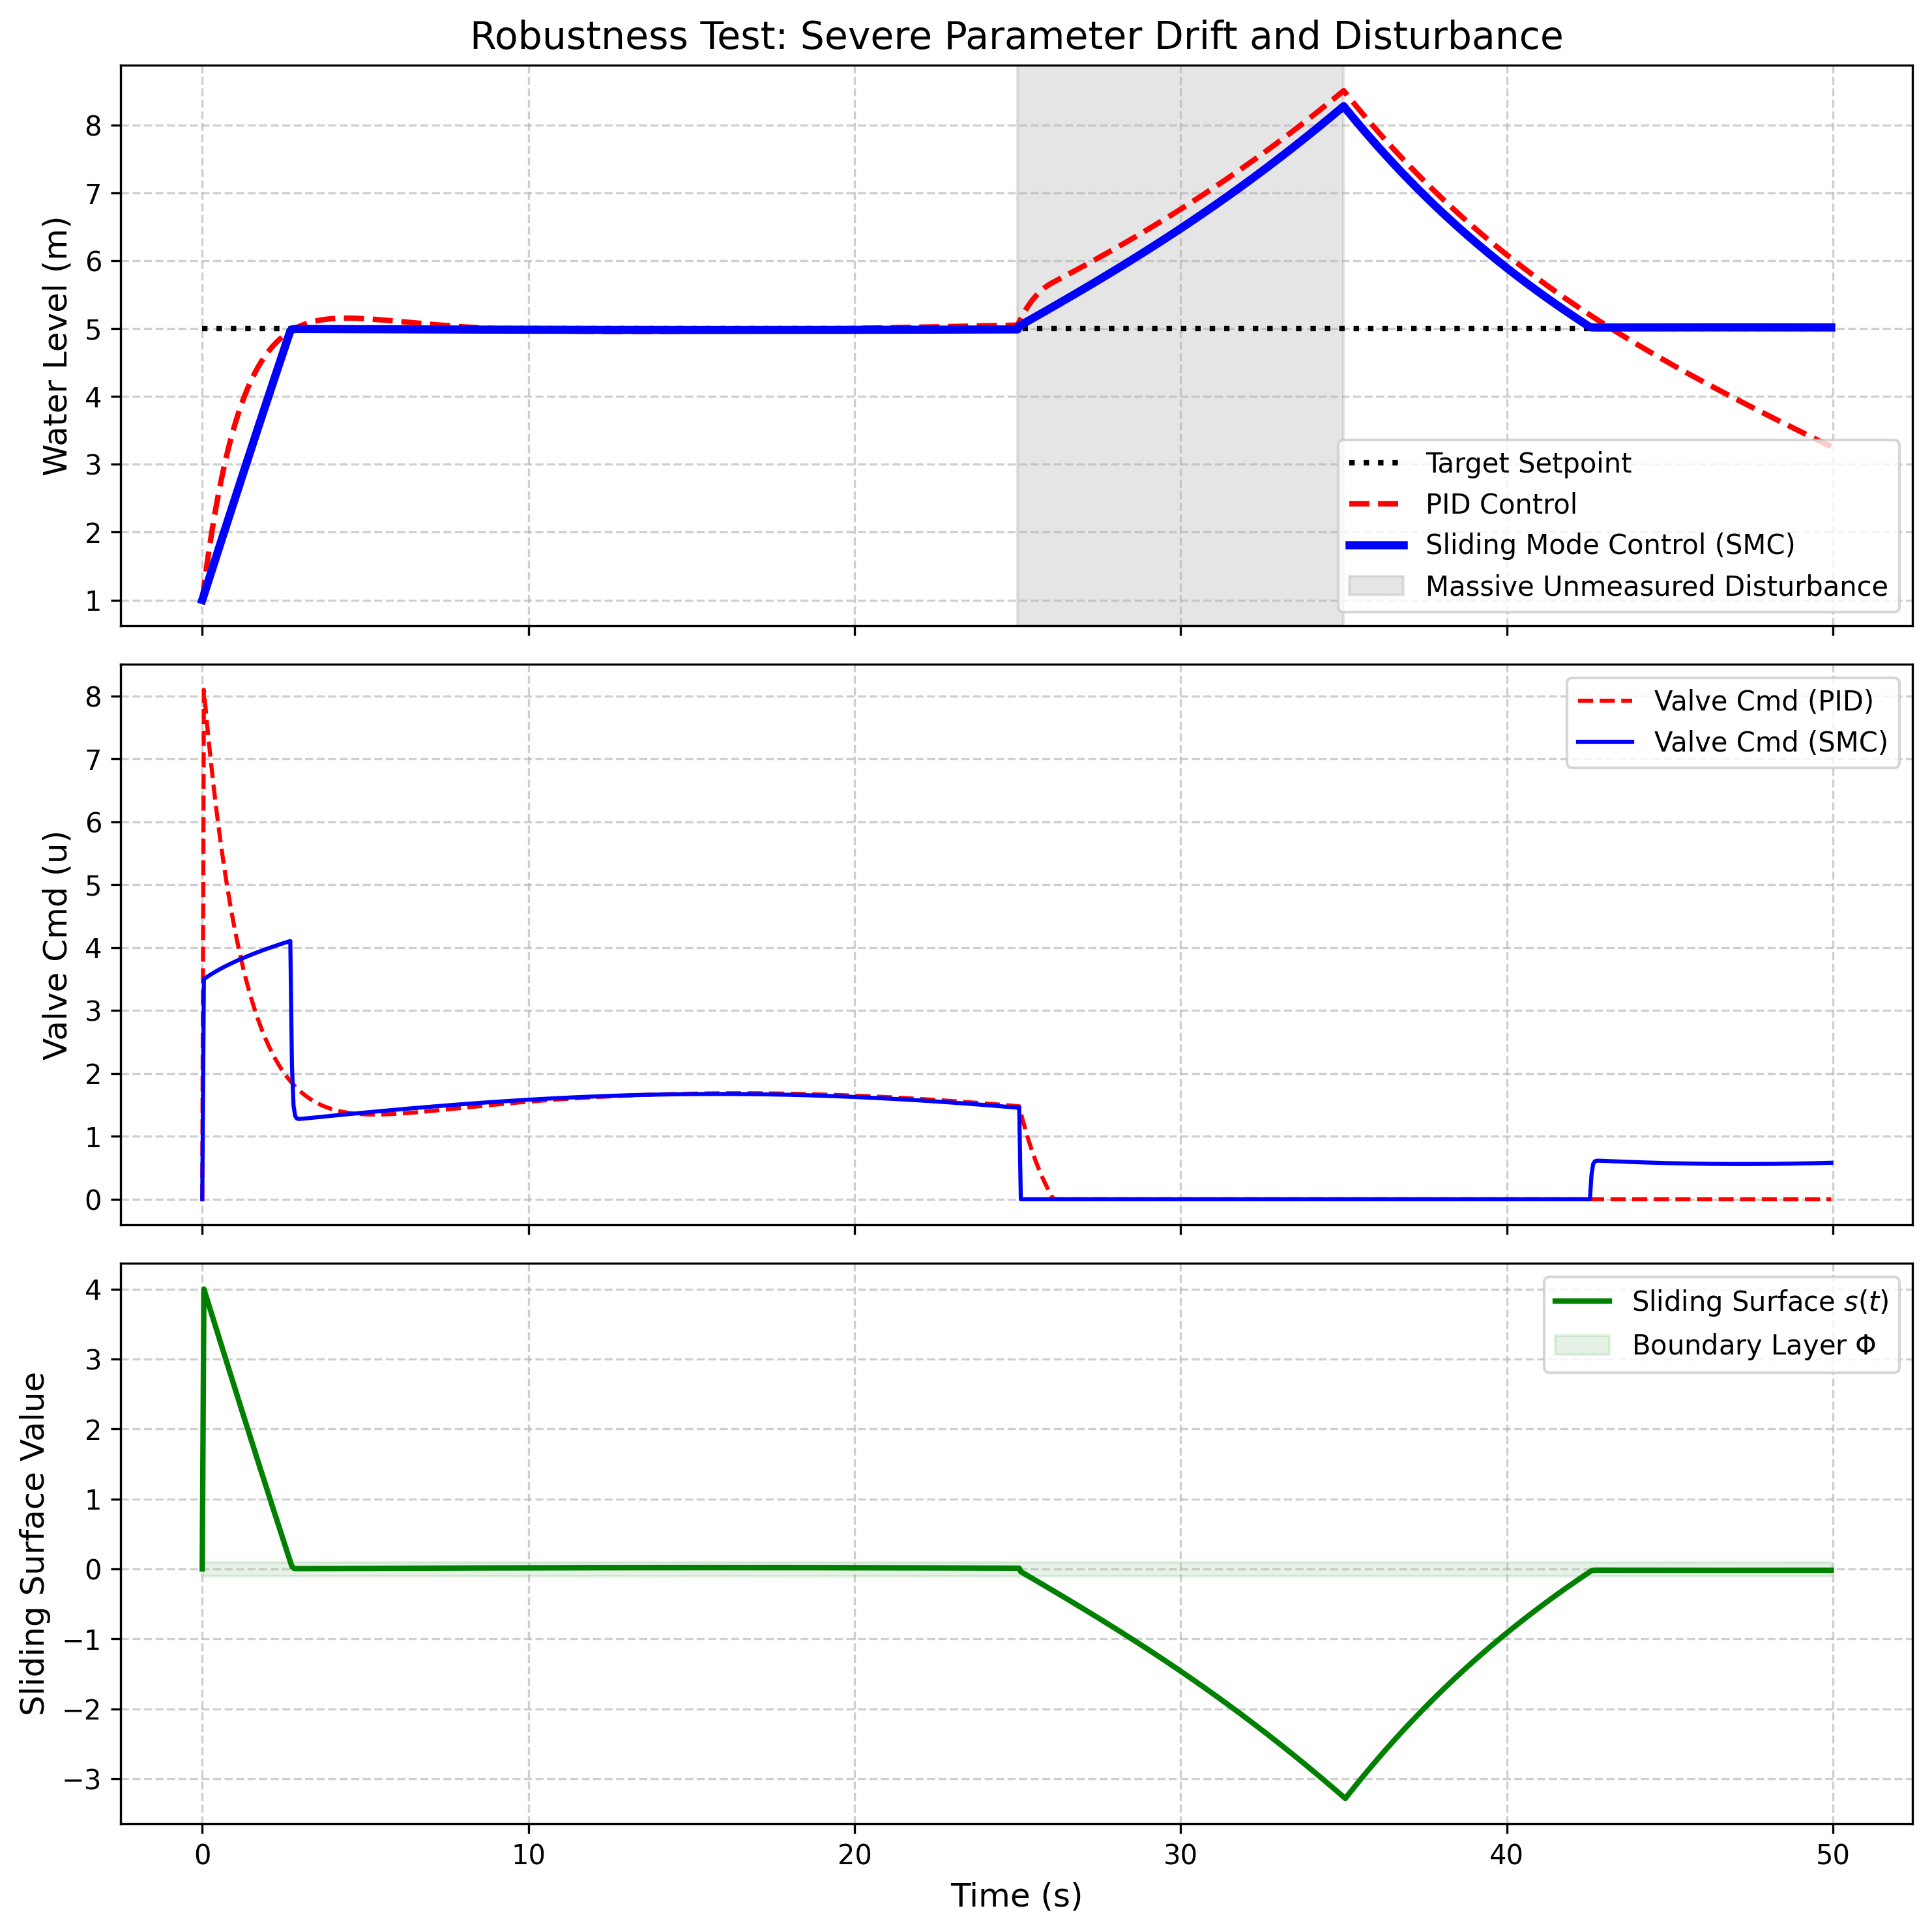 Robustness Test: Severe Parameter Drift and Disturbance
Water Level (m)
8
7
6
5
4
3
2
1
Target Setpoint
PID Control
Sliding Mode Control (SMC)
Massive Unmeasured Disturbance
Valve Cmd (u)
8
7
6
5
4
3
2
1
0
Valve Cmd (PID)
Valve Cmd (SMC)
Sliding Surface Value
4
3
2
1
0
−1
−2
−3
Sliding Surface s(t)
Boundary Layer Φ
0 10 20 30 40 50
Time (s)